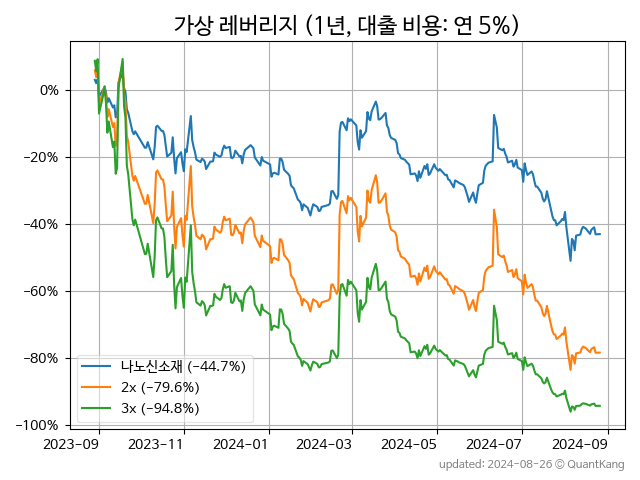 가상 레버리지 (1년, 대출 비용: 연 5%)
0%
−20%
−40%
−60%
−80%
−100%
나노신소재 (−44.7%)
2x (−79.6%)
3x (−94.8%)
2023-09 2023-11 2024-01 2024-03 2024-05 2024-07 2024-09
updated: 2024-08-26 © QuantKang